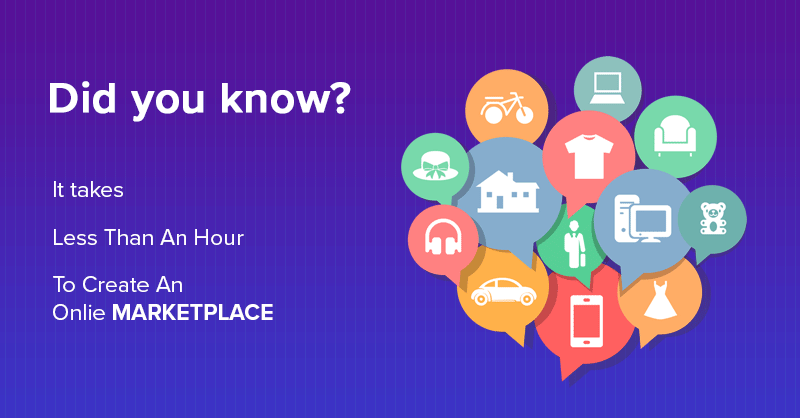 Did you know?
It takes
Less Than An Hour
To Create An
Onlie MARKETPLACE